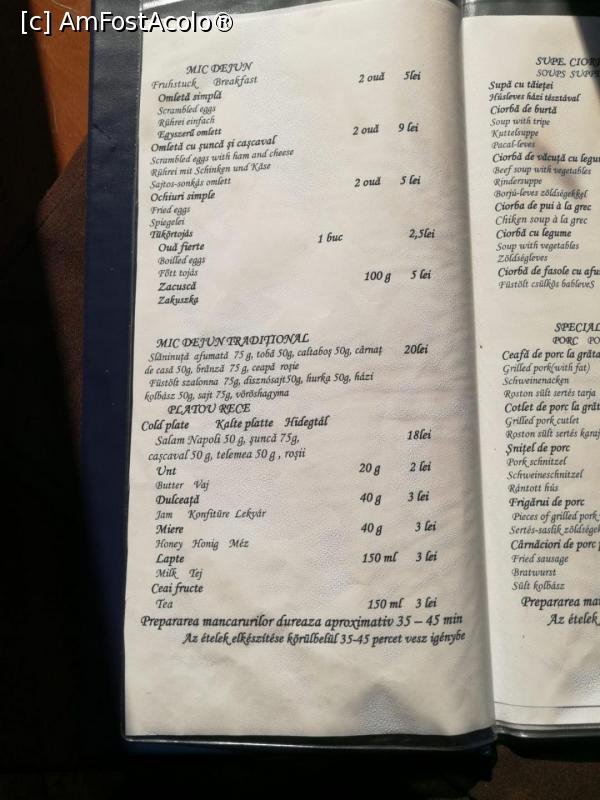 [c] AmFostAcolo®
MIC DEJUN
Fruhstuck Breakfast 2 ouă 5lei
Omletă simplă
Scrambled eggs
Rührei einfach
Egyszerű omlett 2 ouă 9 lei
Omletă cu șuncă și cașcaval
Scrambled eggs with ham and cheese
Rührei mit Schinken und Käse
Sajtos-sonkás omlett 2 ouă 5 lei
Ochiuri simple
Fried eggs
Spiegelei
Tükörtojás 1 buc 2,5lei
Ouă fierte
Boilled eggs
Főtt tojás 100 g 5 lei
Zacuscă
Zakuszka
MIC DEJUN TRADIȚIONAL
Slăninuță afumată 75 g, tobă 50g, caltaboș 50g, cârnaț 20lei
de casă 50g, brânză 75 g, ceapă roșie
Füstölt szalonna 75g, disznósajt50g, hurka 50g, házi
kolbász 50g, sajt 75g, vöröshagyma
PLATOU RECE
Cold plate Kalte platte Hidegtál
Salam Napoli 50 g, șuncă 75g, 18lei
cașcaval 50 g, telemea 50 g , roșii
Unt 20 g 2 lei
Butter Vaj
Dulceață 40 g 3 lei
Jam Konfitüre Lekvár
Miere 40 g 3 lei
Honey Honig Méz
Lapte 150 ml 3 lei
Milk Tej
Ceai fructe
Tea 150 ml 3 lei
Prepararea mancarurilor dureaza aproximativ 35 – 45 min
Az ételek elkészítése körülbelül 35-45 percet vesz igénybe
SUPE. CIORB
SOUPS SUPPE
Supă cu tăieței
Húsleves házi tésztával
Ciorbă de burtă
Soup with tripe
Kuttelsuppe
Pacal-leves
Ciorbă de văcuță cu legu
Beef soup with vegetables
Rindersuppe
Borjú-leves zöldségekkel
Ciorba de pui à la grec
Chiken soup à la grec
Ciorbă cu legume
Soup with vegetables
Zöldségleves
Ciorbă de fasole cu afu
Füstölt csülkös bableveS
SPECIAL
PORC PO
Ceafă de porc la grăta
Grilled pork(with fat)
Schweinenacken
Roston sült sertés tarja
Cotlet de porc la grăt
Grilled pork cutlet
Roston sült sertés karaj
Șnițel de porc
Pork schnitzel
Schweineschnitzel
Rántott hús
Frigărui de porc
Pieces of grilled pork
Sertés-saslik zöldségek
Cârnăciori de porc
Fried sausage
Bratwurst
Sült kolbász
Prepararea man
Az ételek